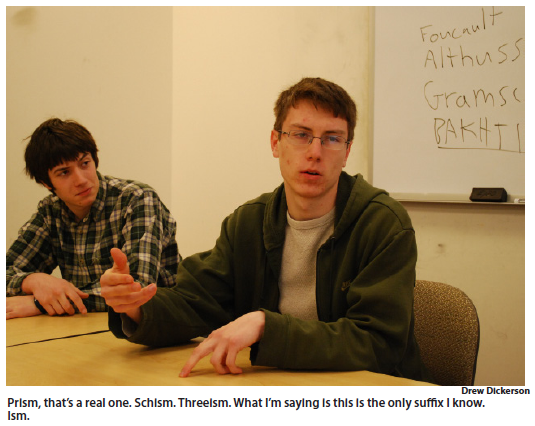 Foucault
Althuss
Gramsc
BAKHTI
Drew Dickerson
Prism, that's a real one. Schism. Threeism. What I'm saying is this is the only suffix I know.
Ism.